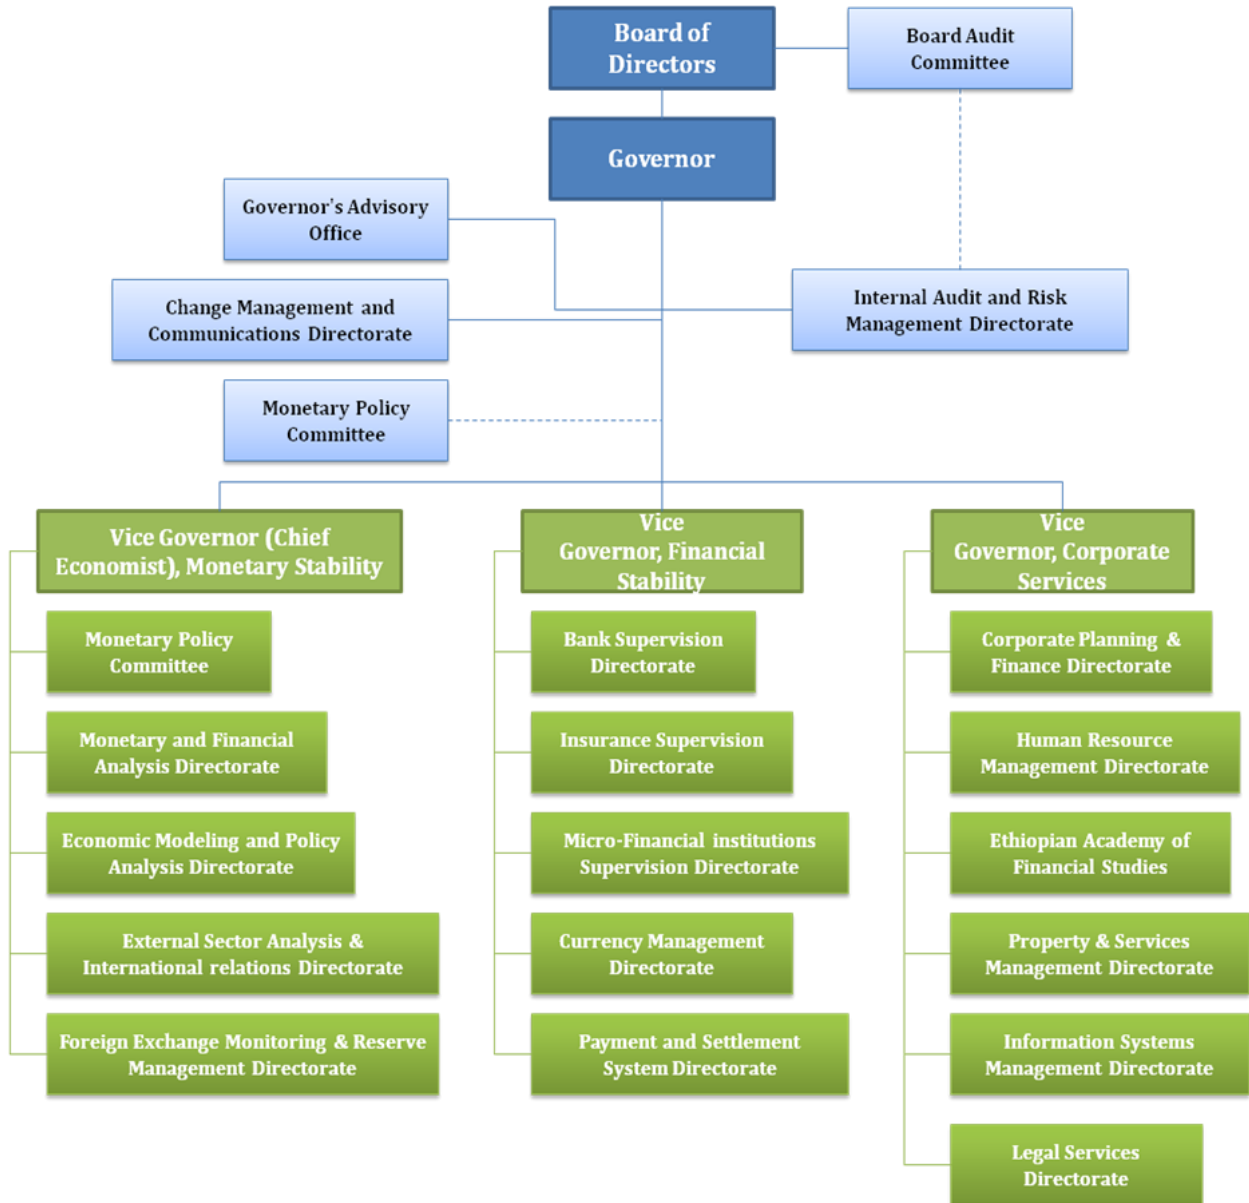 Board of
Directors
Board Audit
Committee
Governor
Governor's Advisory
Office
Change Management and
Communications Directorate
Internal Audit and Risk
Management Directorate
Monetary Policy
Committee
Vice Governor (Chief
Economist), Monetary Stability
Monetary Policy
Committee
Monetary and Financial
Analysis Directorate
Economic Modeling and Policy
Analysis Directorate
External Sector Analysis &
International relations Directorate
Foreign Exchange Monitoring & Reserve
Management Directorate
Vice
Governor, Financial
Stability
Bank Supervision
Directorate
Insurance Supervision
Directorate
Micro-Financial institutions
Supervision Directorate
Currency Management
Directorate
Payment and Settlement
System Directorate
Vice
Governor, Corporate
Services
Corporate Planning &
Finance Directorate
Human Resource
Management Directorate
Ethiopian Academy of
Financial Studies
Property & Services
Management Directorate
Information Systems
Management Directorate
Legal Services
Directorate